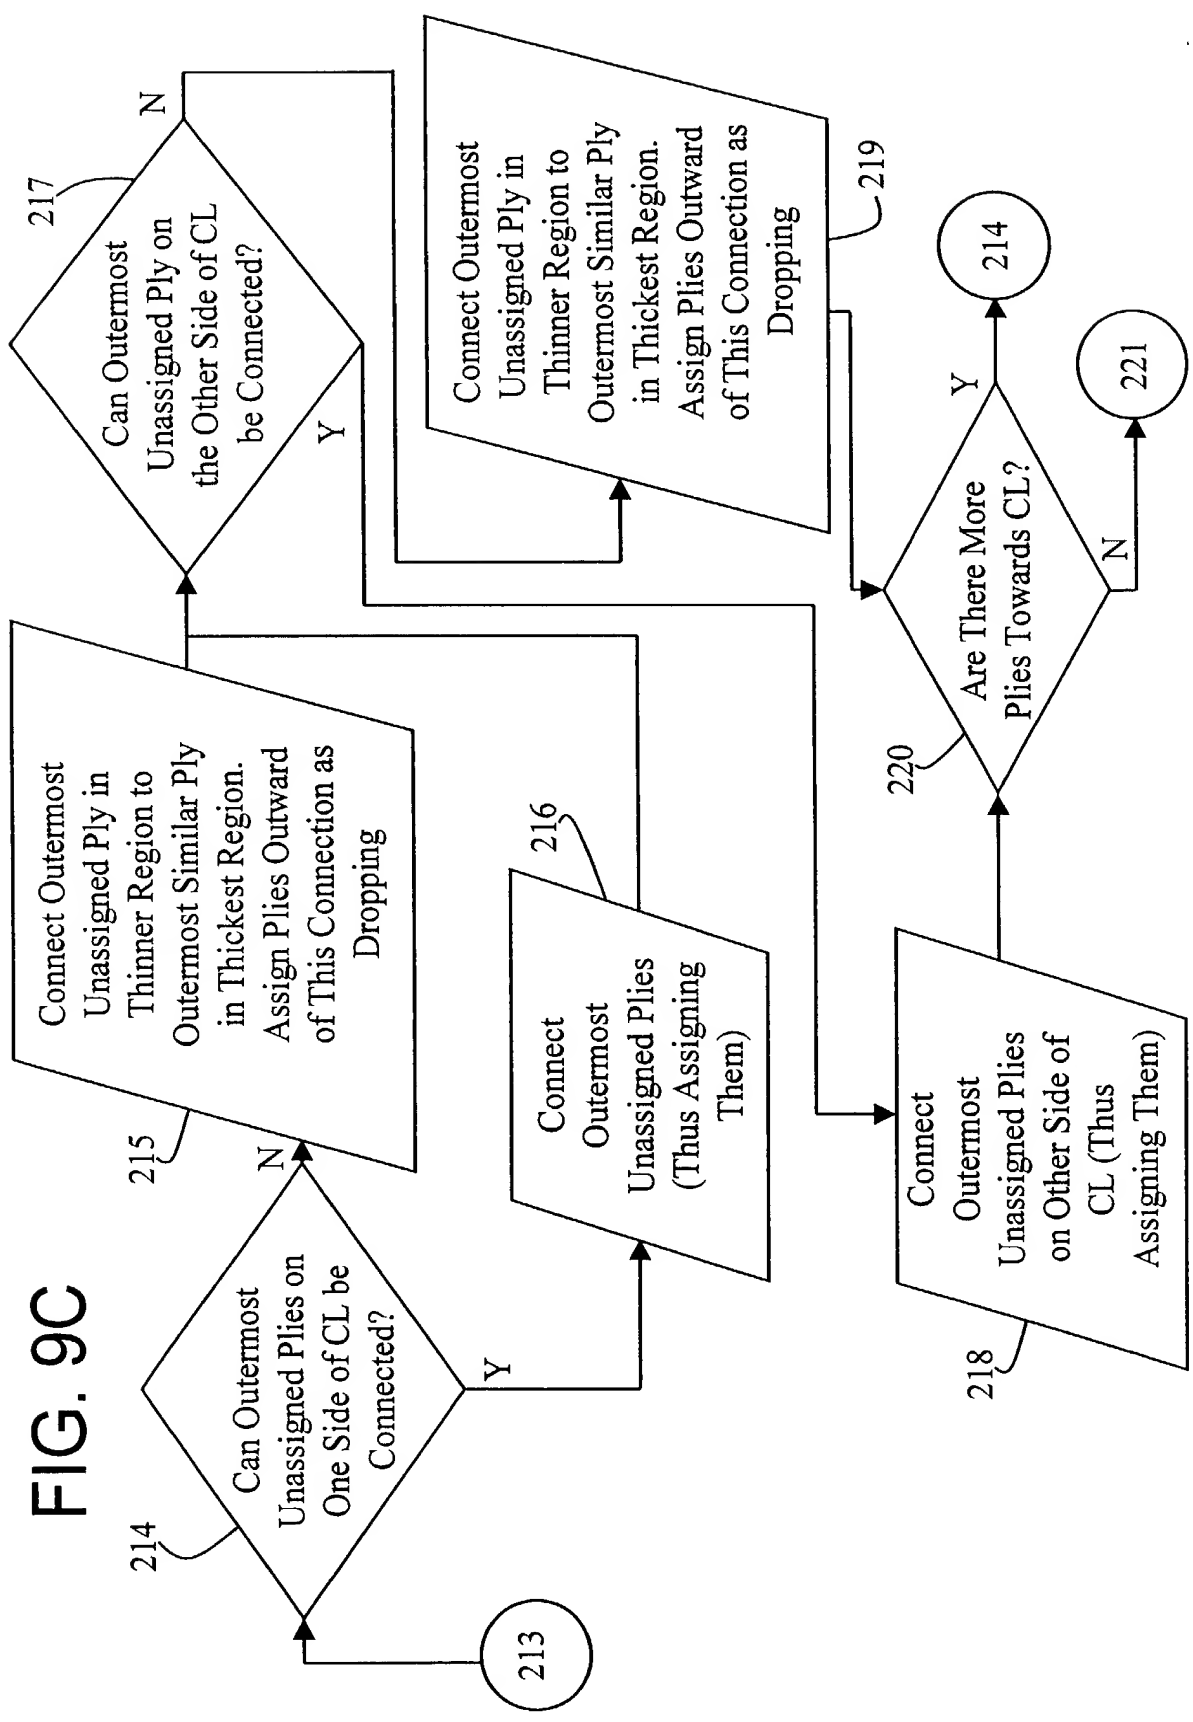 FIG. 9C
213
214
Can Outermost
Unassigned Plies on
One Side of CL be
Connected?
N
Y
215
Connect Outermost
Unassigned Ply in
Thinner Region to
Outermost Similar Ply
in Thickest Region.
Assign Plies Outward
of This Connection as
Dropping
216
Connect
Outermost
Unassigned Plies
(Thus Assigning
Them)
217
Can Outermost
Unassigned Ply on
the Other Side of CL
be Connected?
N
Y
218
Connect
Outermost
Unassigned Plies
on Other Side of
CL (Thus
Assigning Them)
Connect Outermost
Unassigned Ply in
Thinner Region to
Outermost Similar Ply
in Thickest Region.
Assign Plies Outward
of This Connection as
Dropping
219
220
Are There More
Plies Towards CL?
Y
N
214
221